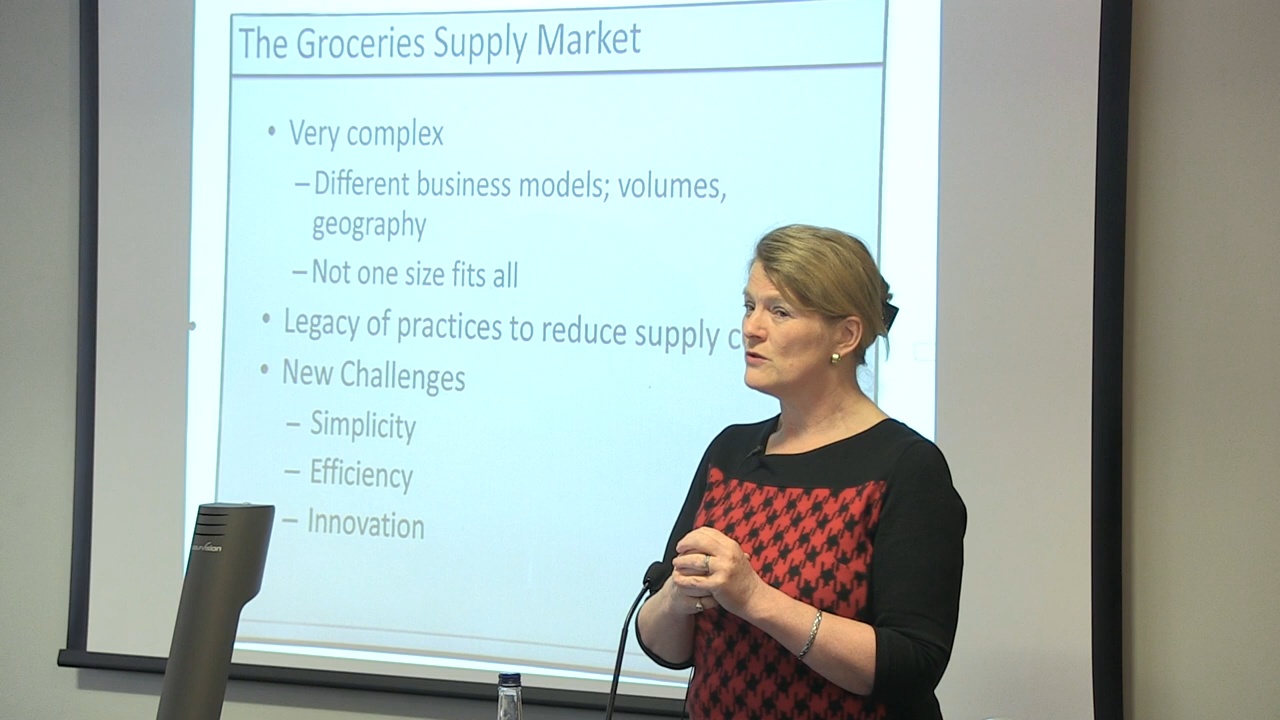 The Groceries Supply Market
• Very complex
– Different business models; volumes,
geography
– Not one size fits all
• Legacy of practices to reduce supply c
• New Challenges
– Simplicity
– Efficiency
– Innovation